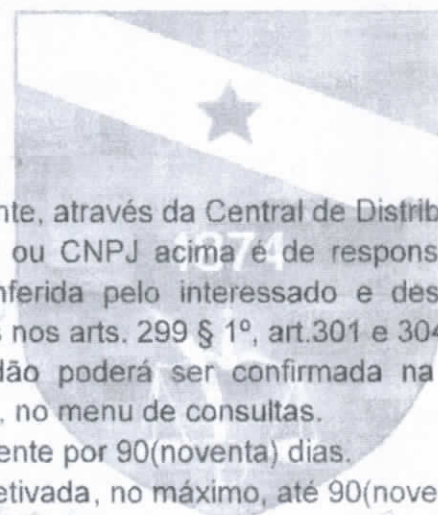 nte, através da Central de Distrib
ou CNPJ acima é de respons
1874
nferida pelo interessado e des
s nos arts. 299 § 1º, art.301 e 304
dão poderá ser confirmada na
, no menu de consultas.
ente por 90(noventa) dias.
etivada, no máximo, até 90(nove